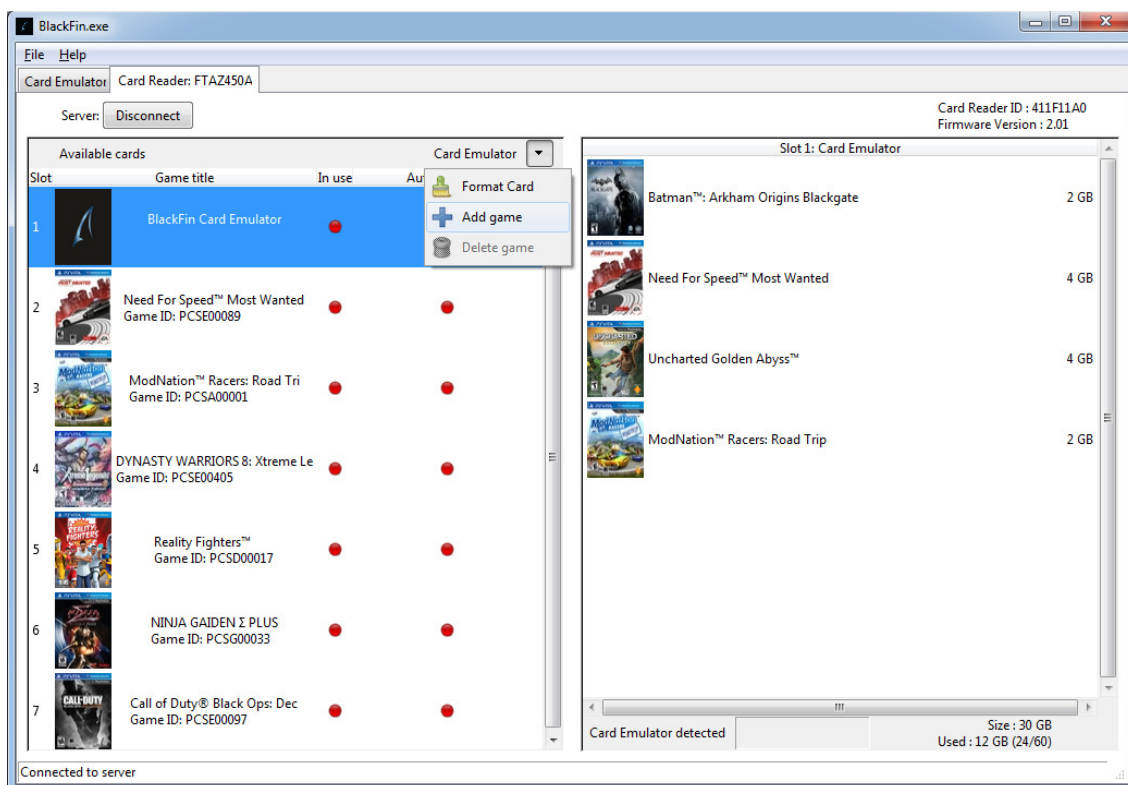 BlackFin.exe
File Help
Card Emulator Card Reader: FTAZ450A
Server: Disconnect
Card Reader ID : 411F11A0
Firmware Version : 2.01
Available cards Card Emulator
Slot Game title In use Au
Format Card
Add game
Delete game
1 BlackFin Card Emulator
2 Need For Speed™ Most Wanted
Game ID: PCSE00089
3 ModNation™ Racers: Road Tri
Game ID: PCSA00001
4 DYNASTY WARRIORS 8: Xtreme Le
Game ID: PCSE00405
5 Reality Fighters™
Game ID: PCSD00017
6 NINJA GAIDEN Σ PLUS
Game ID: PCSG00033
7 Call of Duty® Black Ops: Dec
Game ID: PCSE00097
Slot 1: Card Emulator
Batman™: Arkham Origins Blackgate 2 GB
Need For Speed™ Most Wanted 4 GB
Uncharted Golden Abyss™ 4 GB
ModNation™ Racers: Road Trip 2 GB
Card Emulator detected
Size : 30 GB
Used : 12 GB (24/60)
Connected to server